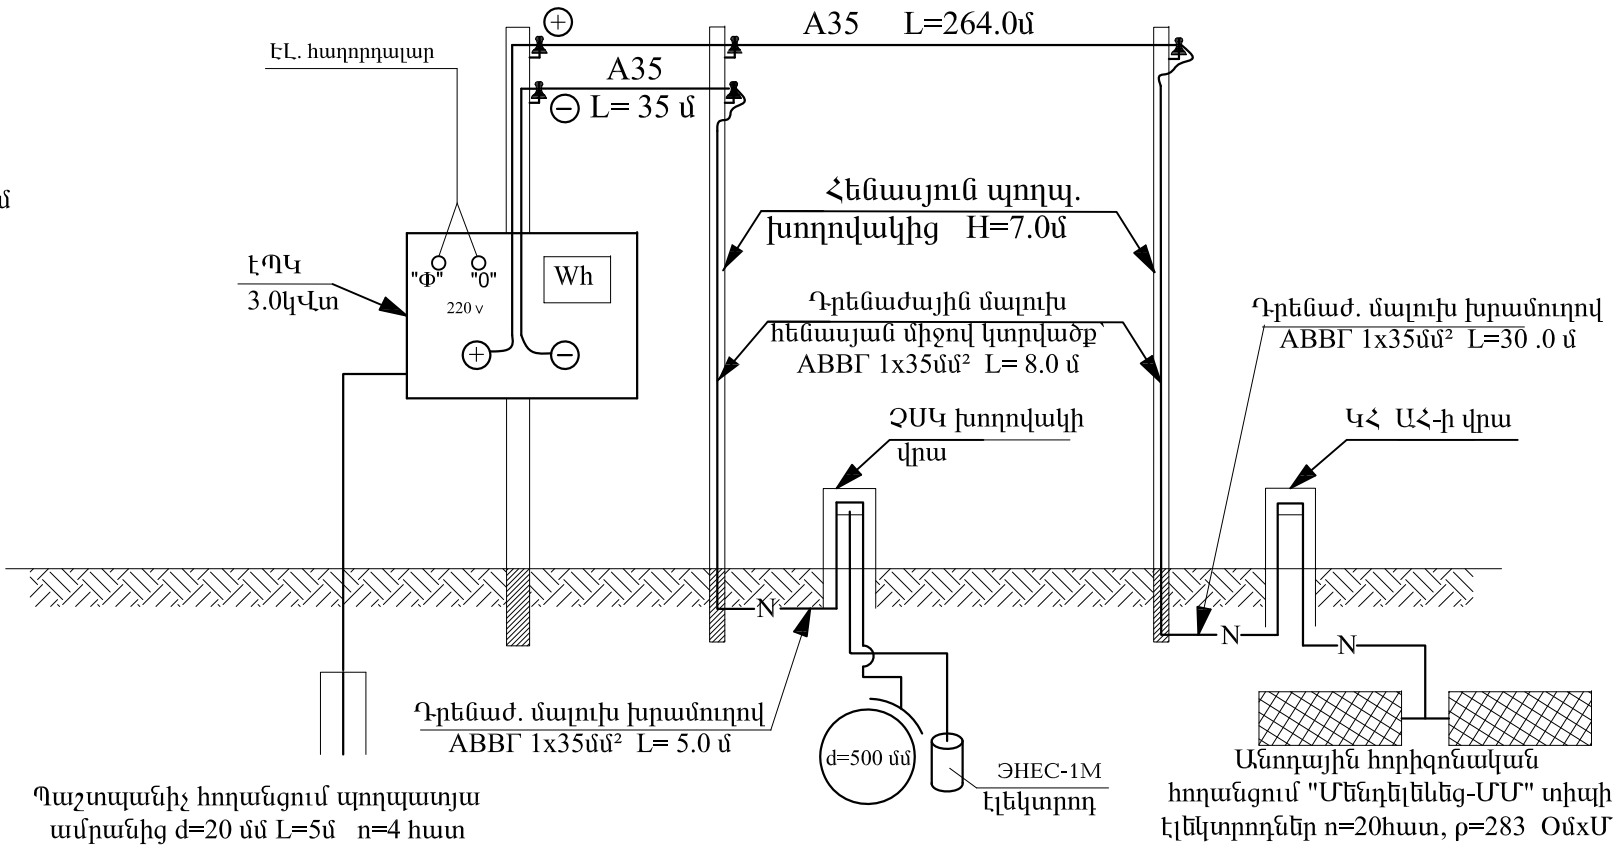 A35 L=264.0մ
ԷԼ. հաղորդալար
A35
L= 35 մ
մ
Հենասյուն պողպ.
խողովակից H=7.0մ
ԷՊԿ
3.0կՎտ
"Ф" "0"
Wh
220 v
Դրենաժային մալուխ
հենասյան միջով կտրվածք՝
АВВГ 1x35մմ² L= 8.0 մ
Դրենաժ. մալուխ խրամուղով
АВВГ 1x35մմ² L=30 .0 մ
ՉՍԿ խողովակի
վրա
ԿՀ ԱՀ-ի վրա
N
N
N
Դրենաժ. մալուխ խրամուղով
АВВГ 1x35մմ² L= 5.0 մ
d=500 մմ
ЭНЕС-1М
էլեկտրոդ
Պաշտպանիչ հողանցում պողպատյա
ամրանից d=20 մմ L=5մ n=4 հատ
Անոդային հորիզոնական
հողանցում "Մենդելեևեց-ՄՄ" տիպի
էլեկտրոդներ n=20հատ, ρ=283 ՕմxՄ